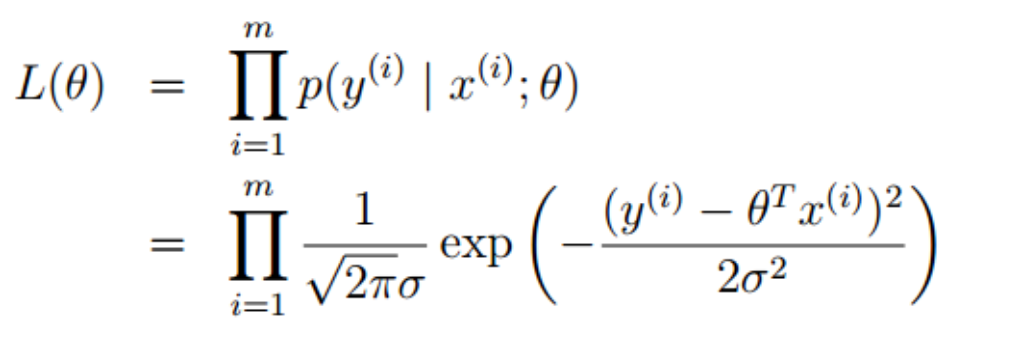 L(θ) = ∏_{i=1}^{m} p(y^{(i)} | x^{(i)}; θ)
= ∏_{i=1}^{m} \frac{1}{\sqrt{2π}σ} exp(−\frac{(y^{(i)} − θ^T x^{(i)})^2}{2σ^2})